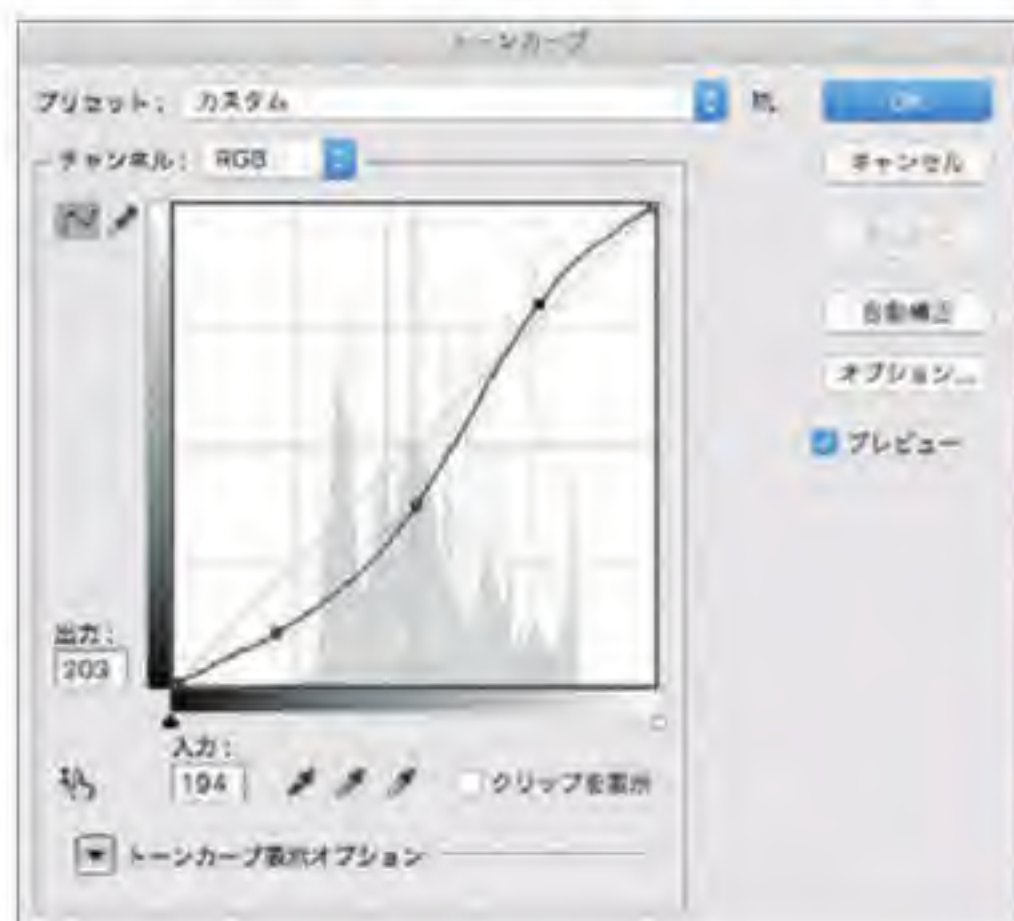 トーンカーブ
プリセット： カスタム
OK
チャンネル： RGB
キャンセル
自動補正
オプション...
プレビュー
出力：
203
入力：
194
クリップを表示
トーンカーブ表示オプション